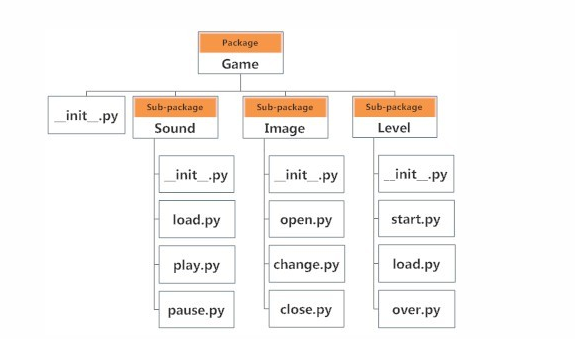 Package
Game
__init__.py
Sub-package
Sound
Sub-package
Image
Sub-package
Level
__init__.py
__init__.py
__init__.py
load.py
open.py
start.py
play.py
change.py
load.py
pause.py
close.py
over.py